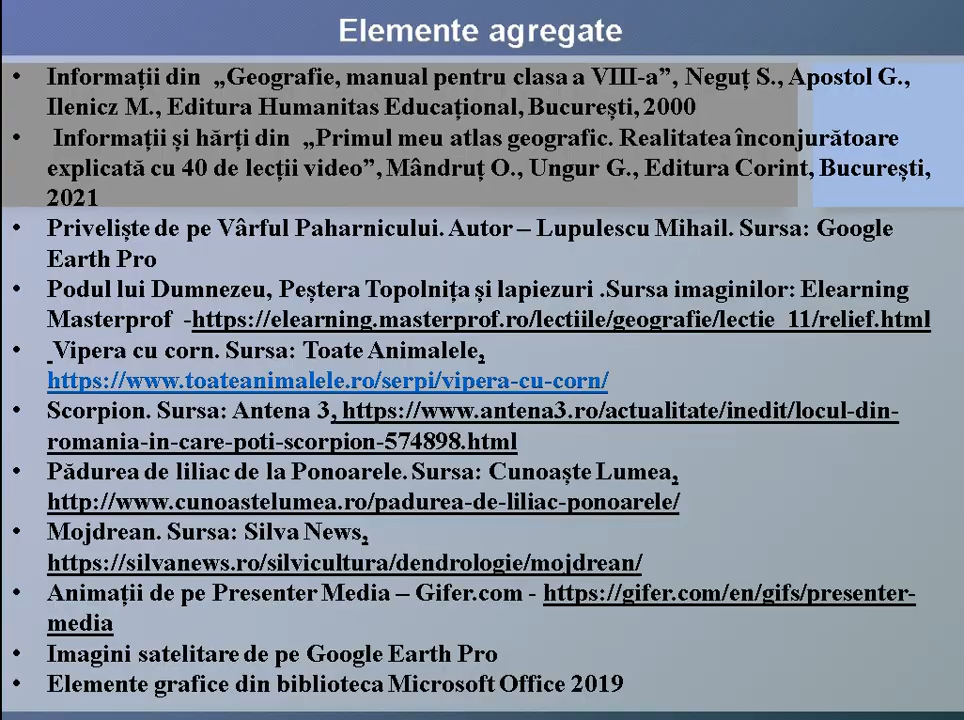 Elemente agregate
• Informații din „Geografie, manual pentru clasa a VIII-a”, Neguț S., Apostol G.,
Ilenicz M., Editura Humanitas Educațional, București, 2000
• Informații și hărți din „Primul meu atlas geografic. Realitatea înconjurătoare
explicată cu 40 de lecții video”, Mândruț O., Ungur G., Editura Corint, București,
2021
• Priveliște de pe Vârful Paharnicului. Autor – Lupulescu Mihail. Sursa: Google
Earth Pro
• Podul lui Dumnezeu, Peștera Topolnița și lapiezuri .Sursa imaginilor: Elearning
Masterprof -https://elearning.masterprof.ro/lectiile/geografie/lectie_11/relief.html
• Vipera cu corn. Sursa: Toate Animalele,
https://www.toateanimalele.ro/serpi/vipera-cu-corn/
• Scorpion. Sursa: Antena 3, https://www.antena3.ro/actualitate/inedit/locul-din-
romania-in-care-poti-scorpion-574898.html
• Pădurea de liliac de la Ponoarele. Sursa: Cunoaște Lumea,
http://www.cunoastelumea.ro/padurea-de-liliac-ponoarele/
• Mojdrean. Sursa: Silva News,
https://silvanews.ro/silvicultura/dendrologie/mojdrean/
• Animații de pe Presenter Media – Gifer.com - https://gifer.com/en/gifs/presenter-
media
• Imagini satelitare de pe Google Earth Pro
• Elemente grafice din biblioteca Microsoft Office 2019